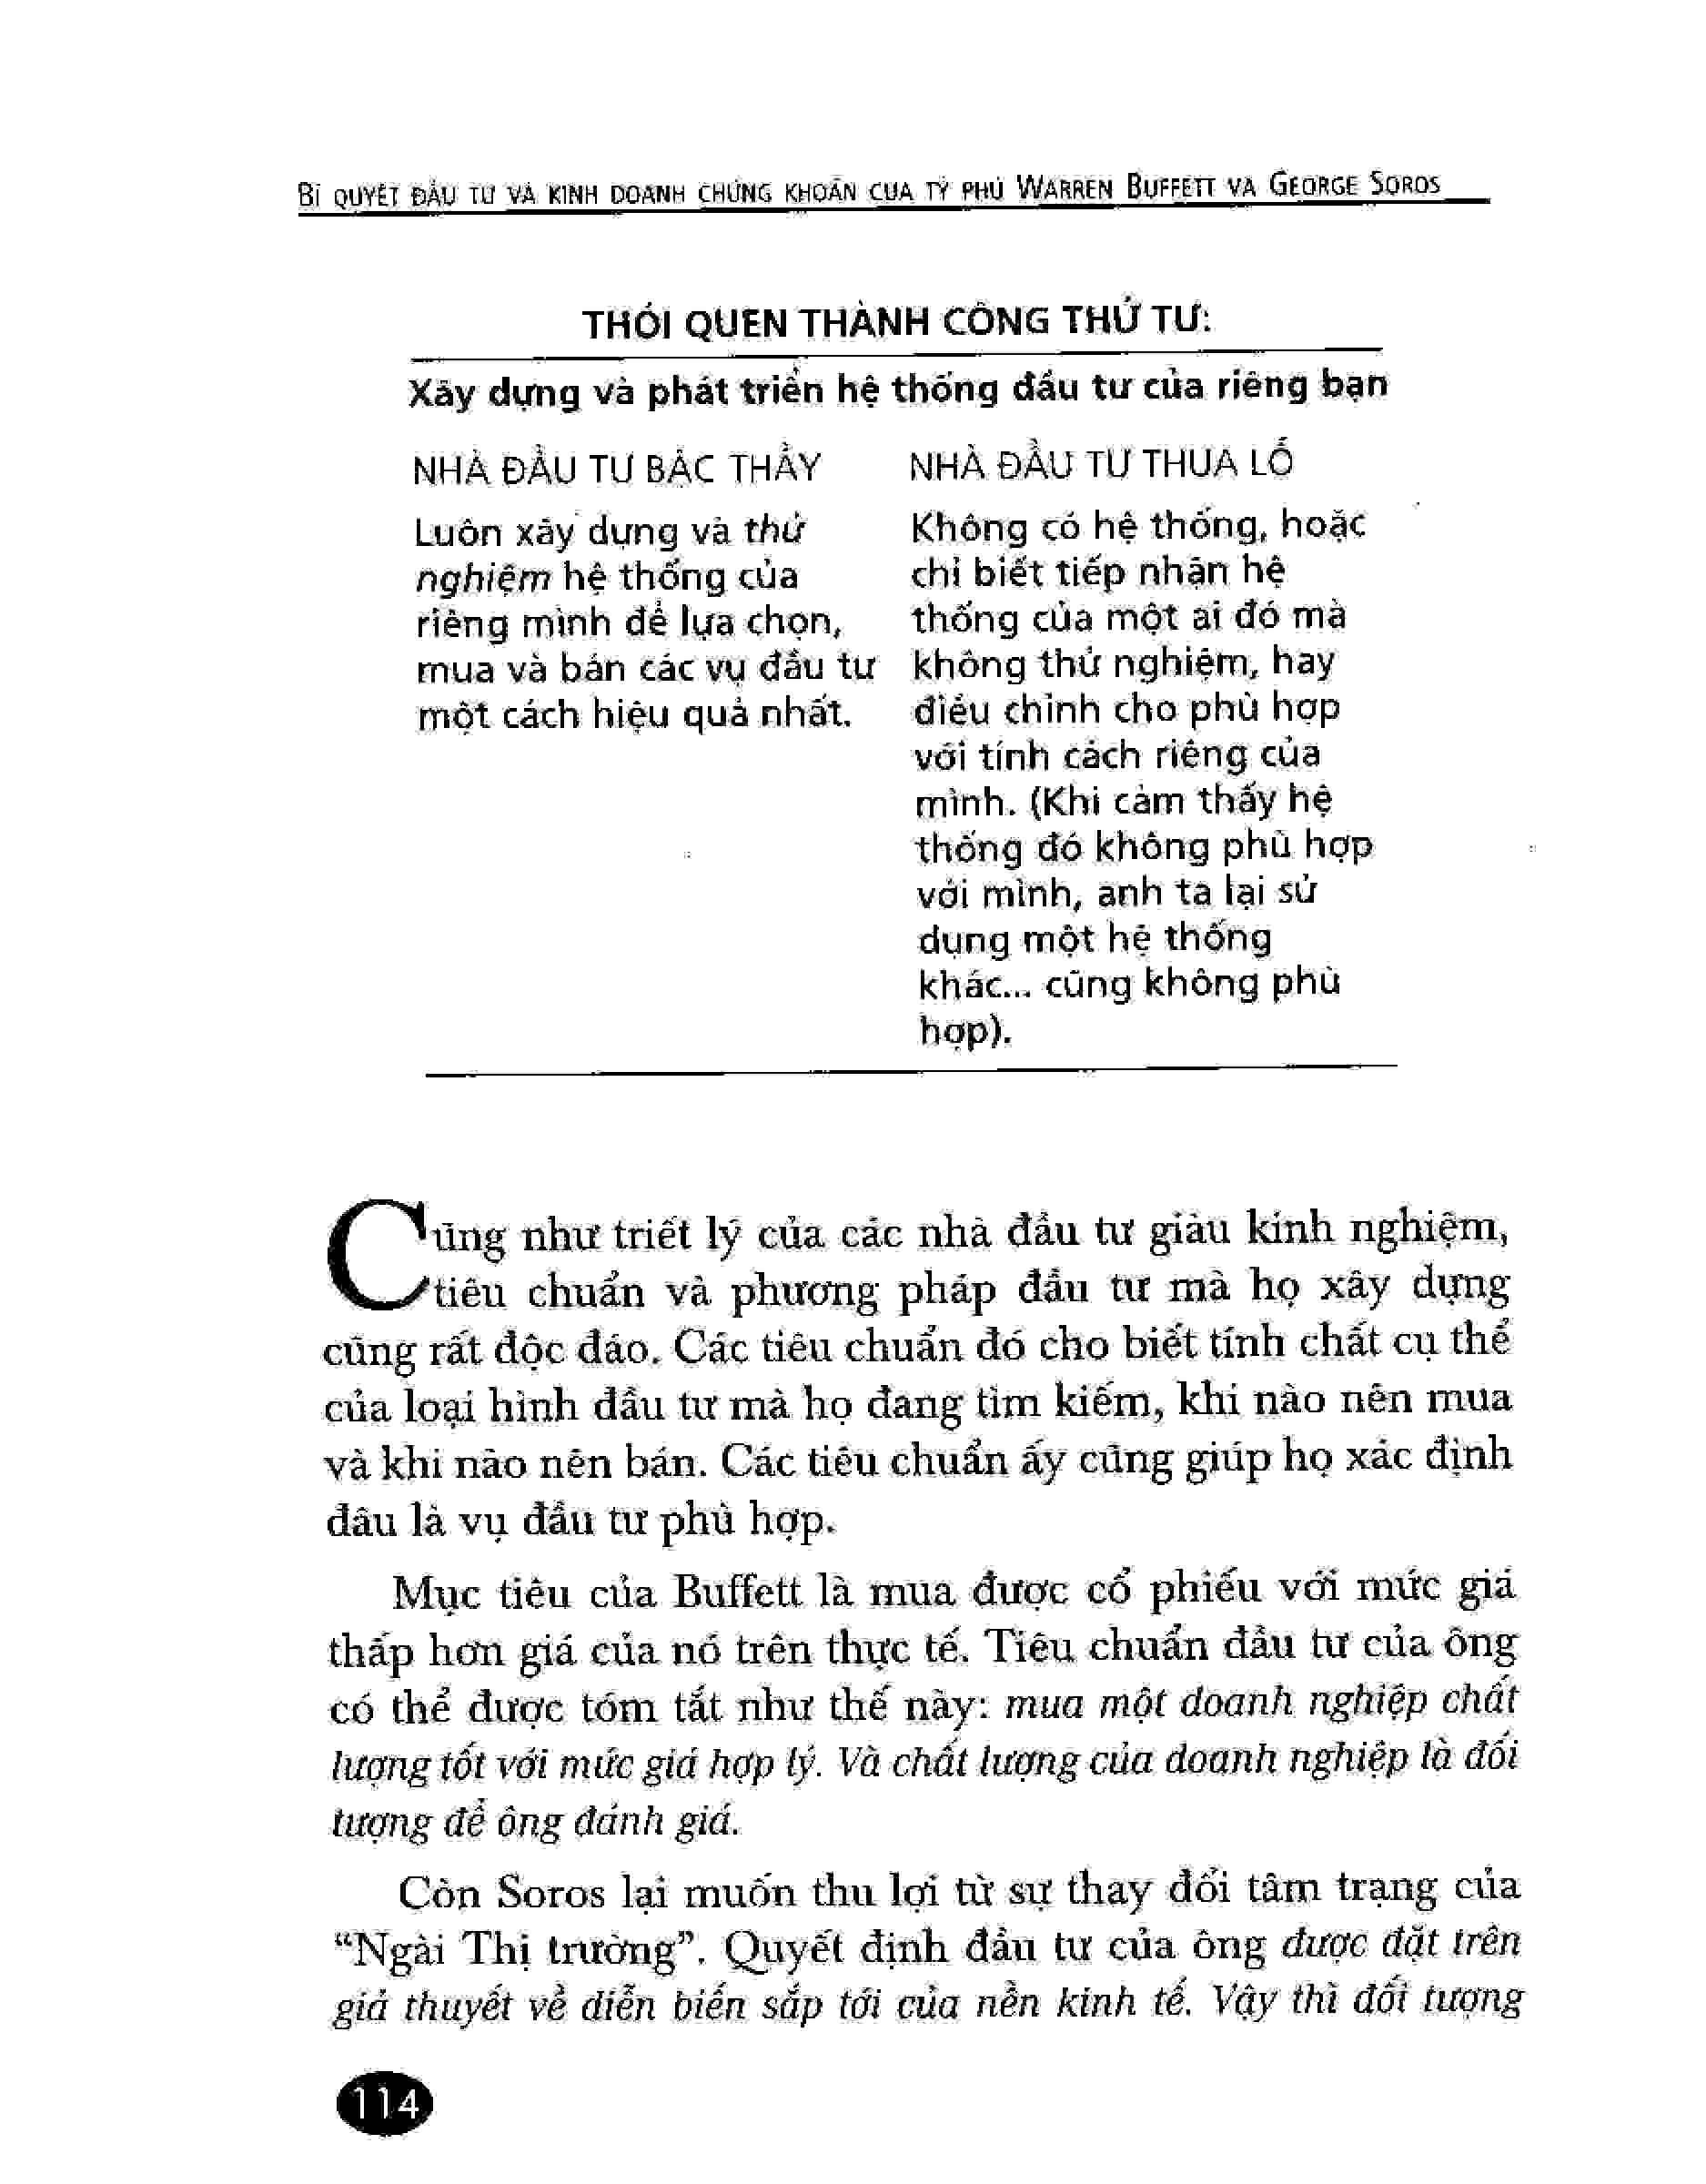 BÍ QUYẾT ĐẦU TƯ VÀ KINH DOANH CHỨNG KHOÁN CỦA TỶ PHÚ WARREN BUFFETT VÀ GEORGE SOROS
THÓI QUEN THÀNH CÔNG THỨ TƯ:
Xây dựng và phát triển hệ thống đầu tư của riêng bạn
NHÀ ĐẦU TƯ BẬC THẦY
Luôn xây dựng và thử
nghiệm hệ thống của
riêng mình để lựa chọn,
mua và bán các vụ đầu tư
một cách hiệu quả nhất.
NHÀ ĐẦU TƯ THUA LỖ
Không có hệ thống, hoặc
chỉ biết tiếp nhận hệ
thống của một ai đó mà
không thử nghiệm, hay
điều chỉnh cho phù hợp
với tính cách riêng của
mình. (Khi cảm thấy hệ
thống đó không phù hợp
với mình, anh ta lại sử
dụng một hệ thống
khác... cũng không phù
hợp).
Cũng như triết lý của các nhà đầu tư giàu kinh nghiệm,
tiêu chuẩn và phương pháp đầu tư mà họ xây dựng
cũng rất độc đáo. Các tiêu chuẩn đó cho biết tính chất cụ thể
của loại hình đầu tư mà họ đang tìm kiếm, khi nào nên mua
và khi nào nên bán. Các tiêu chuẩn ấy cũng giúp họ xác định
đâu là vụ đầu tư phù hợp.
Mục tiêu của Buffett là mua được cổ phiếu với mức giá
thấp hơn giá của nó trên thực tế. Tiêu chuẩn đầu tư của ông
có thể được tóm tắt như thế này: mua một doanh nghiệp chất
lượng tốt với mức giá hợp lý. Và chất lượng của doanh nghiệp là đối
tượng để ông đánh giá.
Còn Soros lại muốn thu lợi từ sự thay đổi tâm trạng của
“Ngài Thị trường”. Quyết định đầu tư của ông được đặt trên
giả thuyết về diễn biến sắp tới của nền kinh tế. Vậy thì đối tượng
114